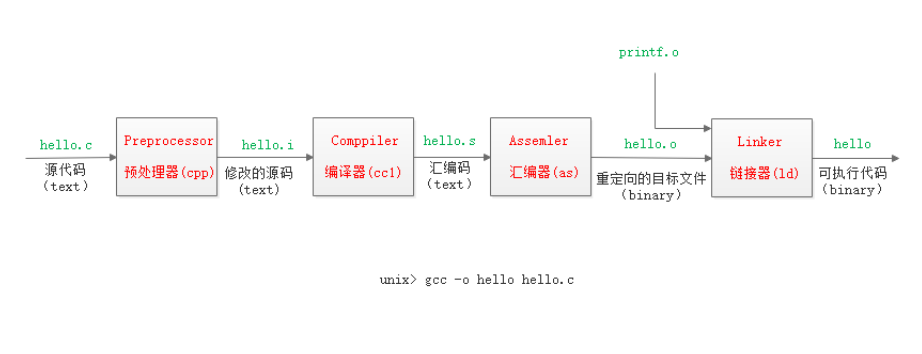 printf.o
hello.c
源代码
(text)
Preprocessor
预处理器(cpp)
hello.i
修改的源码
(text)
Comppiler
编译器(cc1)
hello.s
汇编码
(text)
Assemler
汇编器(as)
hello.o
重定向的目标文件
(binary)
Linker
链接器(ld)
hello
可执行代码
(binary)
unix> gcc -o hello hello.c